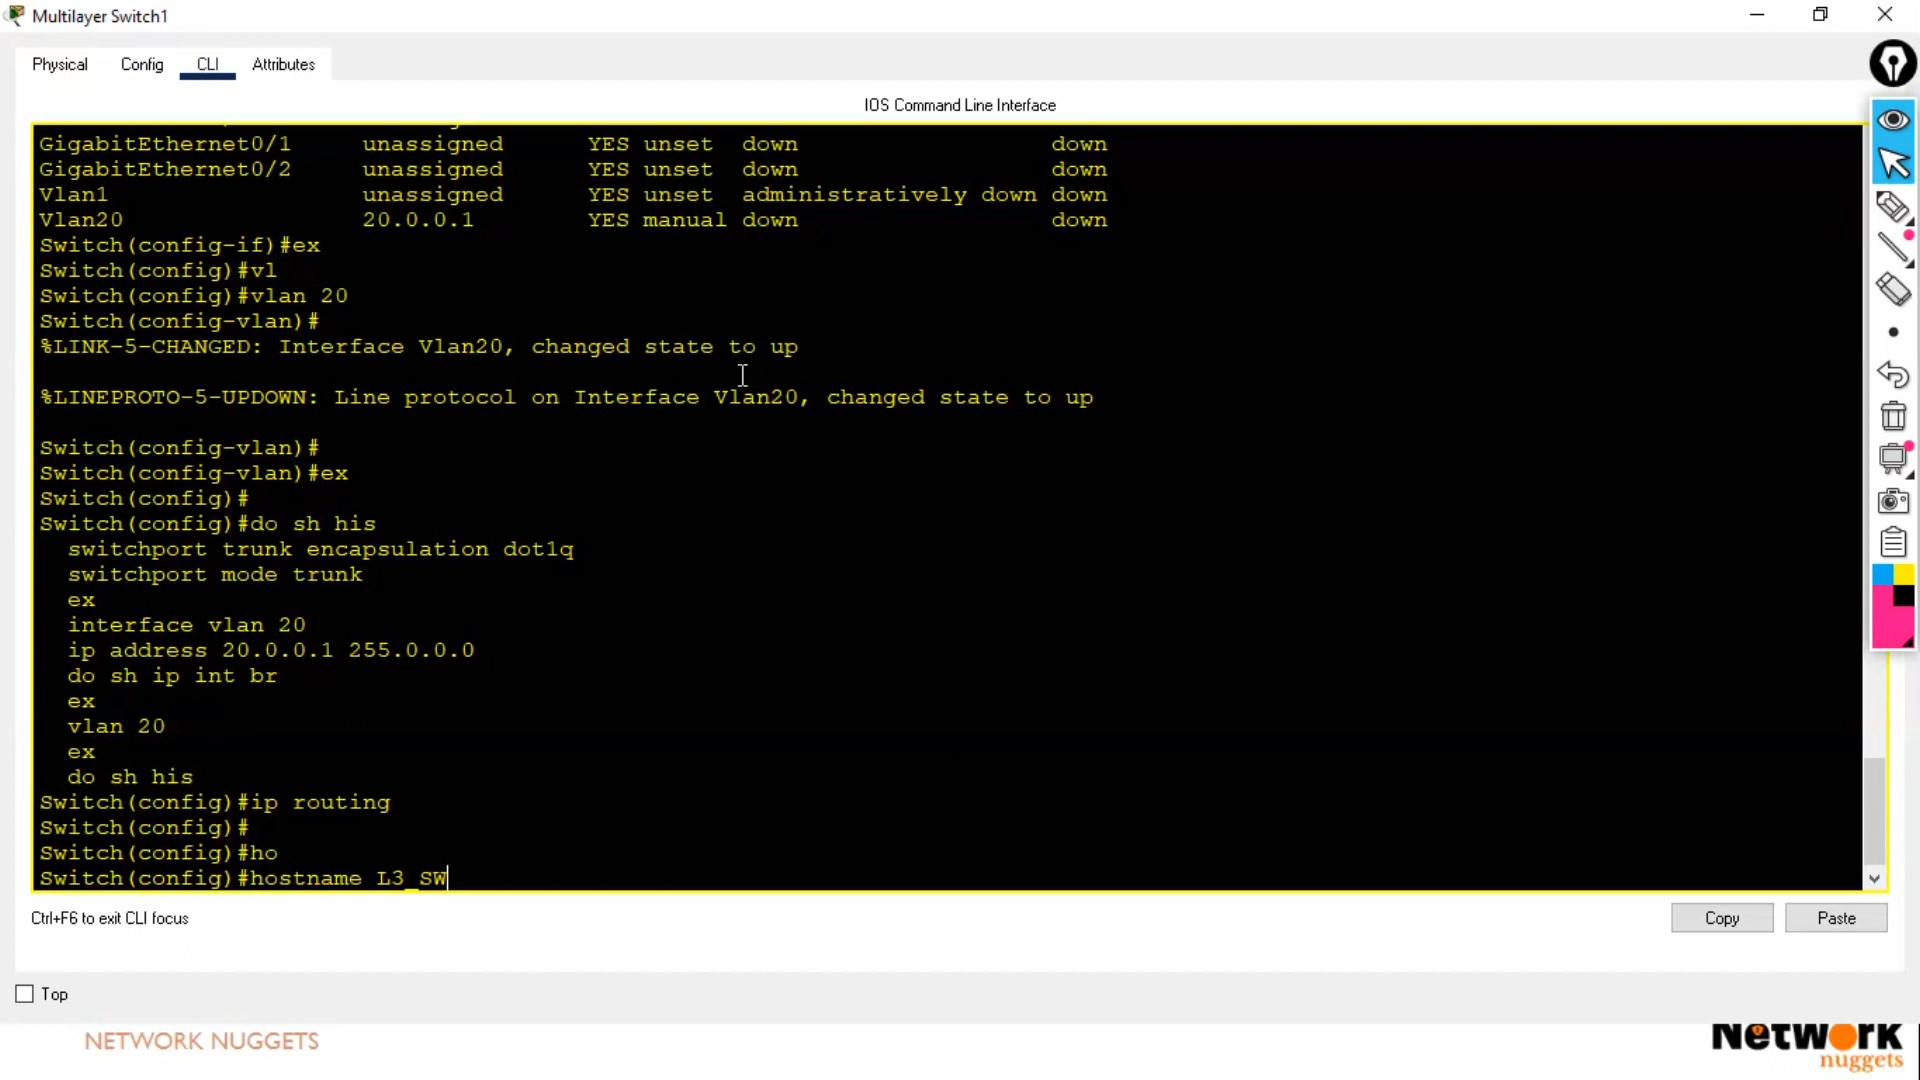 Multilayer Switch1
Physical Config CLI Attributes
IOS Command Line Interface
GigabitEthernet0/1 unassigned YES unset down down
GigabitEthernet0/2 unassigned YES unset down down
Vlan1 unassigned YES unset administratively down down
Vlan20 20.0.0.1 YES manual down down
Switch(config-if)#ex
Switch(config)#vl
Switch(config)#vlan 20
Switch(config-vlan)#
%LINK-5-CHANGED: Interface Vlan20, changed state to up
%LINEPROTO-5-UPDOWN: Line protocol on Interface Vlan20, changed state to up
Switch(config-vlan)#
Switch(config-vlan)#ex
Switch(config)#
Switch(config)#do sh his
switchport trunk encapsulation dot1q
switchport mode trunk
ex
interface vlan 20
ip address 20.0.0.1 255.0.0.0
do sh ip int br
ex
vlan 20
ex
do sh his
Switch(config)#ip routing
Switch(config)#
Switch(config)#ho
Switch(config)#hostname L3_SW
Ctrl+F6 to exit CLI focus
Copy Paste
Top
NETWORK NUGGETS
Network
nuggets